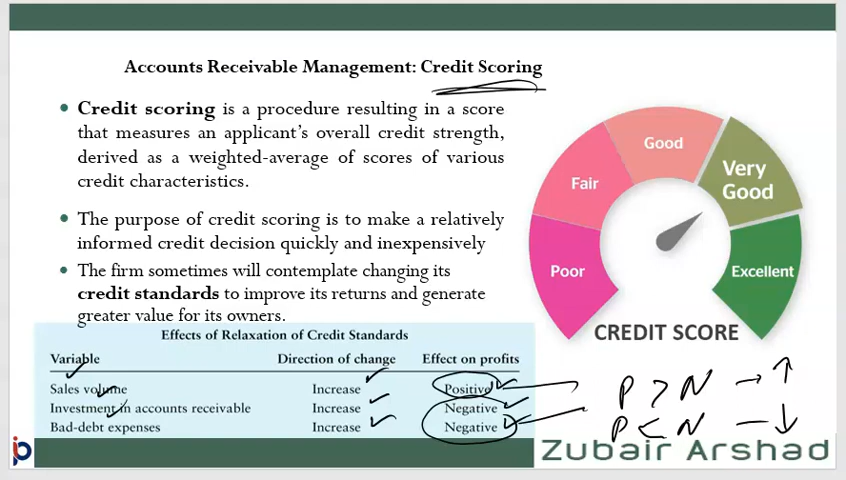 Accounts Receivable Management: Credit Scoring
• Credit scoring is a procedure resulting in a score
that measures an applicant's overall credit strength,
derived as a weighted-average of scores of various
credit characteristics.
• The purpose of credit scoring is to make a relatively
informed credit decision quickly and inexpensively
• The firm sometimes will contemplate changing its
credit standards to improve its returns and generate
greater value for its owners.
Poor
Fair
Good
Very
Good
Excellent
CREDIT SCORE
Effects of Relaxation of Credit Standards
Variable Direction of change Effect on profits
Sales volume Increase Positive
Investment in accounts receivable Increase Negative
Bad-debt expenses Increase Negative
P > N → ↑
P < N — ↓
Zubair Arshad